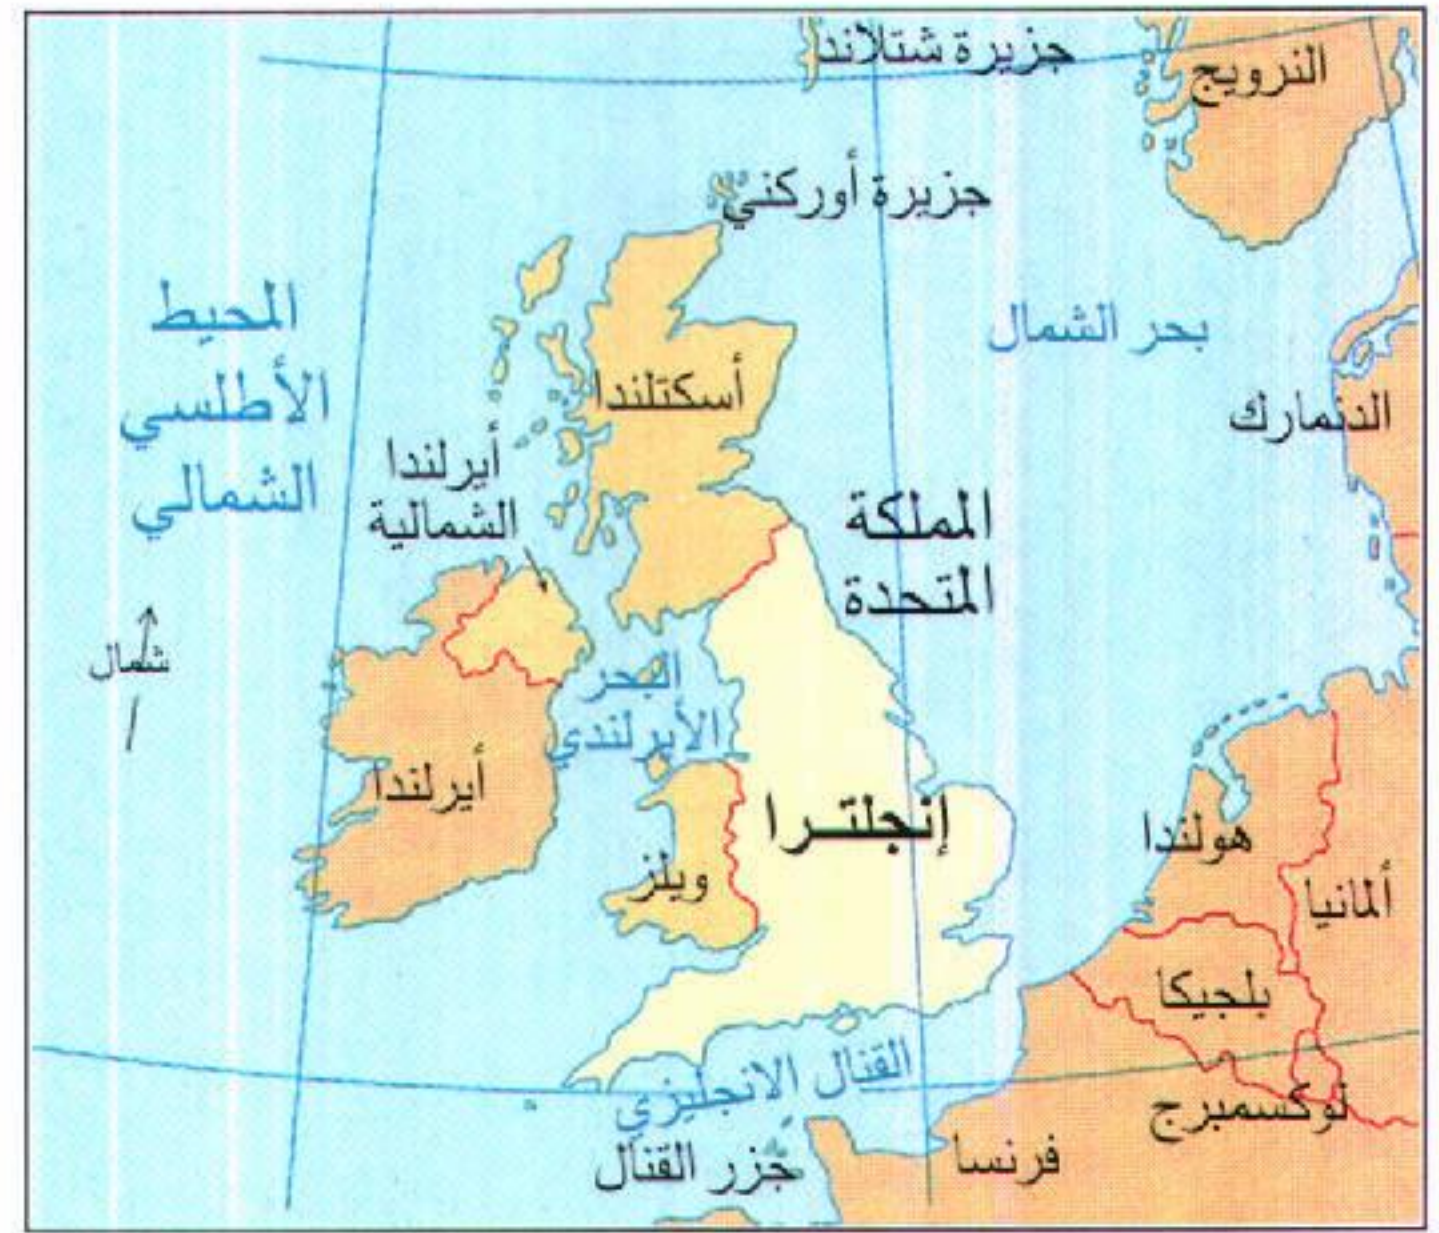 جزيرة شتلاند
النرويج
جزيرة أوركني
المحيط
الأطلسي
الشمالي
بحر الشمال
أسكتلندا
الدنمارك
أيرلندا
الشمالية
المملكة
المتحدة
شمال
البحر
الأيرلندي
أيرلندا
إنجلترا
ويلز
هولندا
ألمانيا
بلجيكا
القنال الانجليزي
لوكسمبرج
جزر القنال
فرنسا